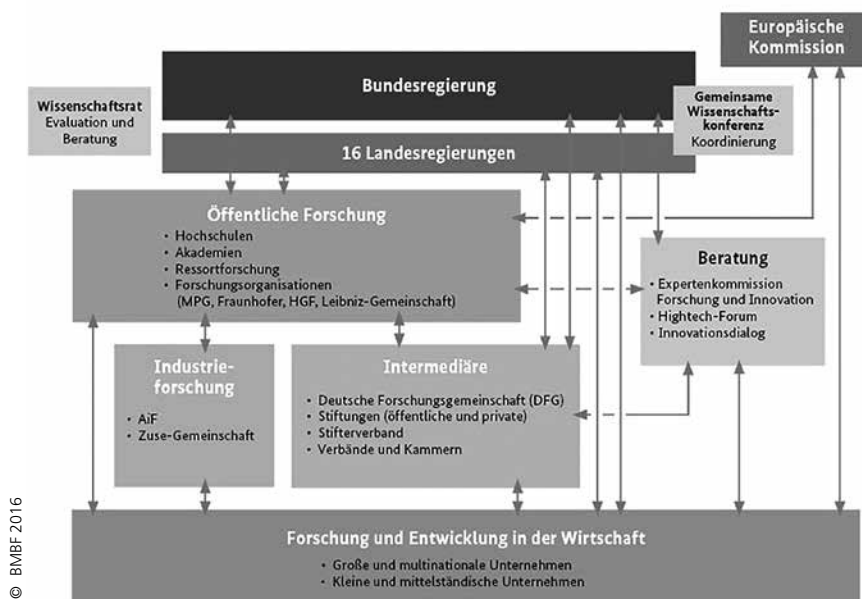 Europäische
Kommission
Bundesregierung
Wissenschaftsrat
Evaluation und
Beratung
Gemeinsame
Wissenschafts-
konferenz
Koordinierung
16 Landesregierungen
Öffentliche Forschung
• Hochschulen
• Akademien
• Ressortforschung
• Forschungsorganisationen
(MPG, Fraunhofer, HGF, Leibniz-Gemeinschaft)
Beratung
• Expertenkommission
Forschung und Innovation
• Hightech-Forum
• Innovationsdialog
Industrie-
forschung
• AiF
• Zuse-Gemeinschaft
Intermediäre
• Deutsche Forschungsgemeinschaft (DFG)
• Stiftungen (öffentliche und private)
• Stifterverband
• Verbände und Kammern
Forschung und Entwicklung in der Wirtschaft
• Große und multinationale Unternehmen
• Kleine und mittelständische Unternehmen
© BMBF 2016